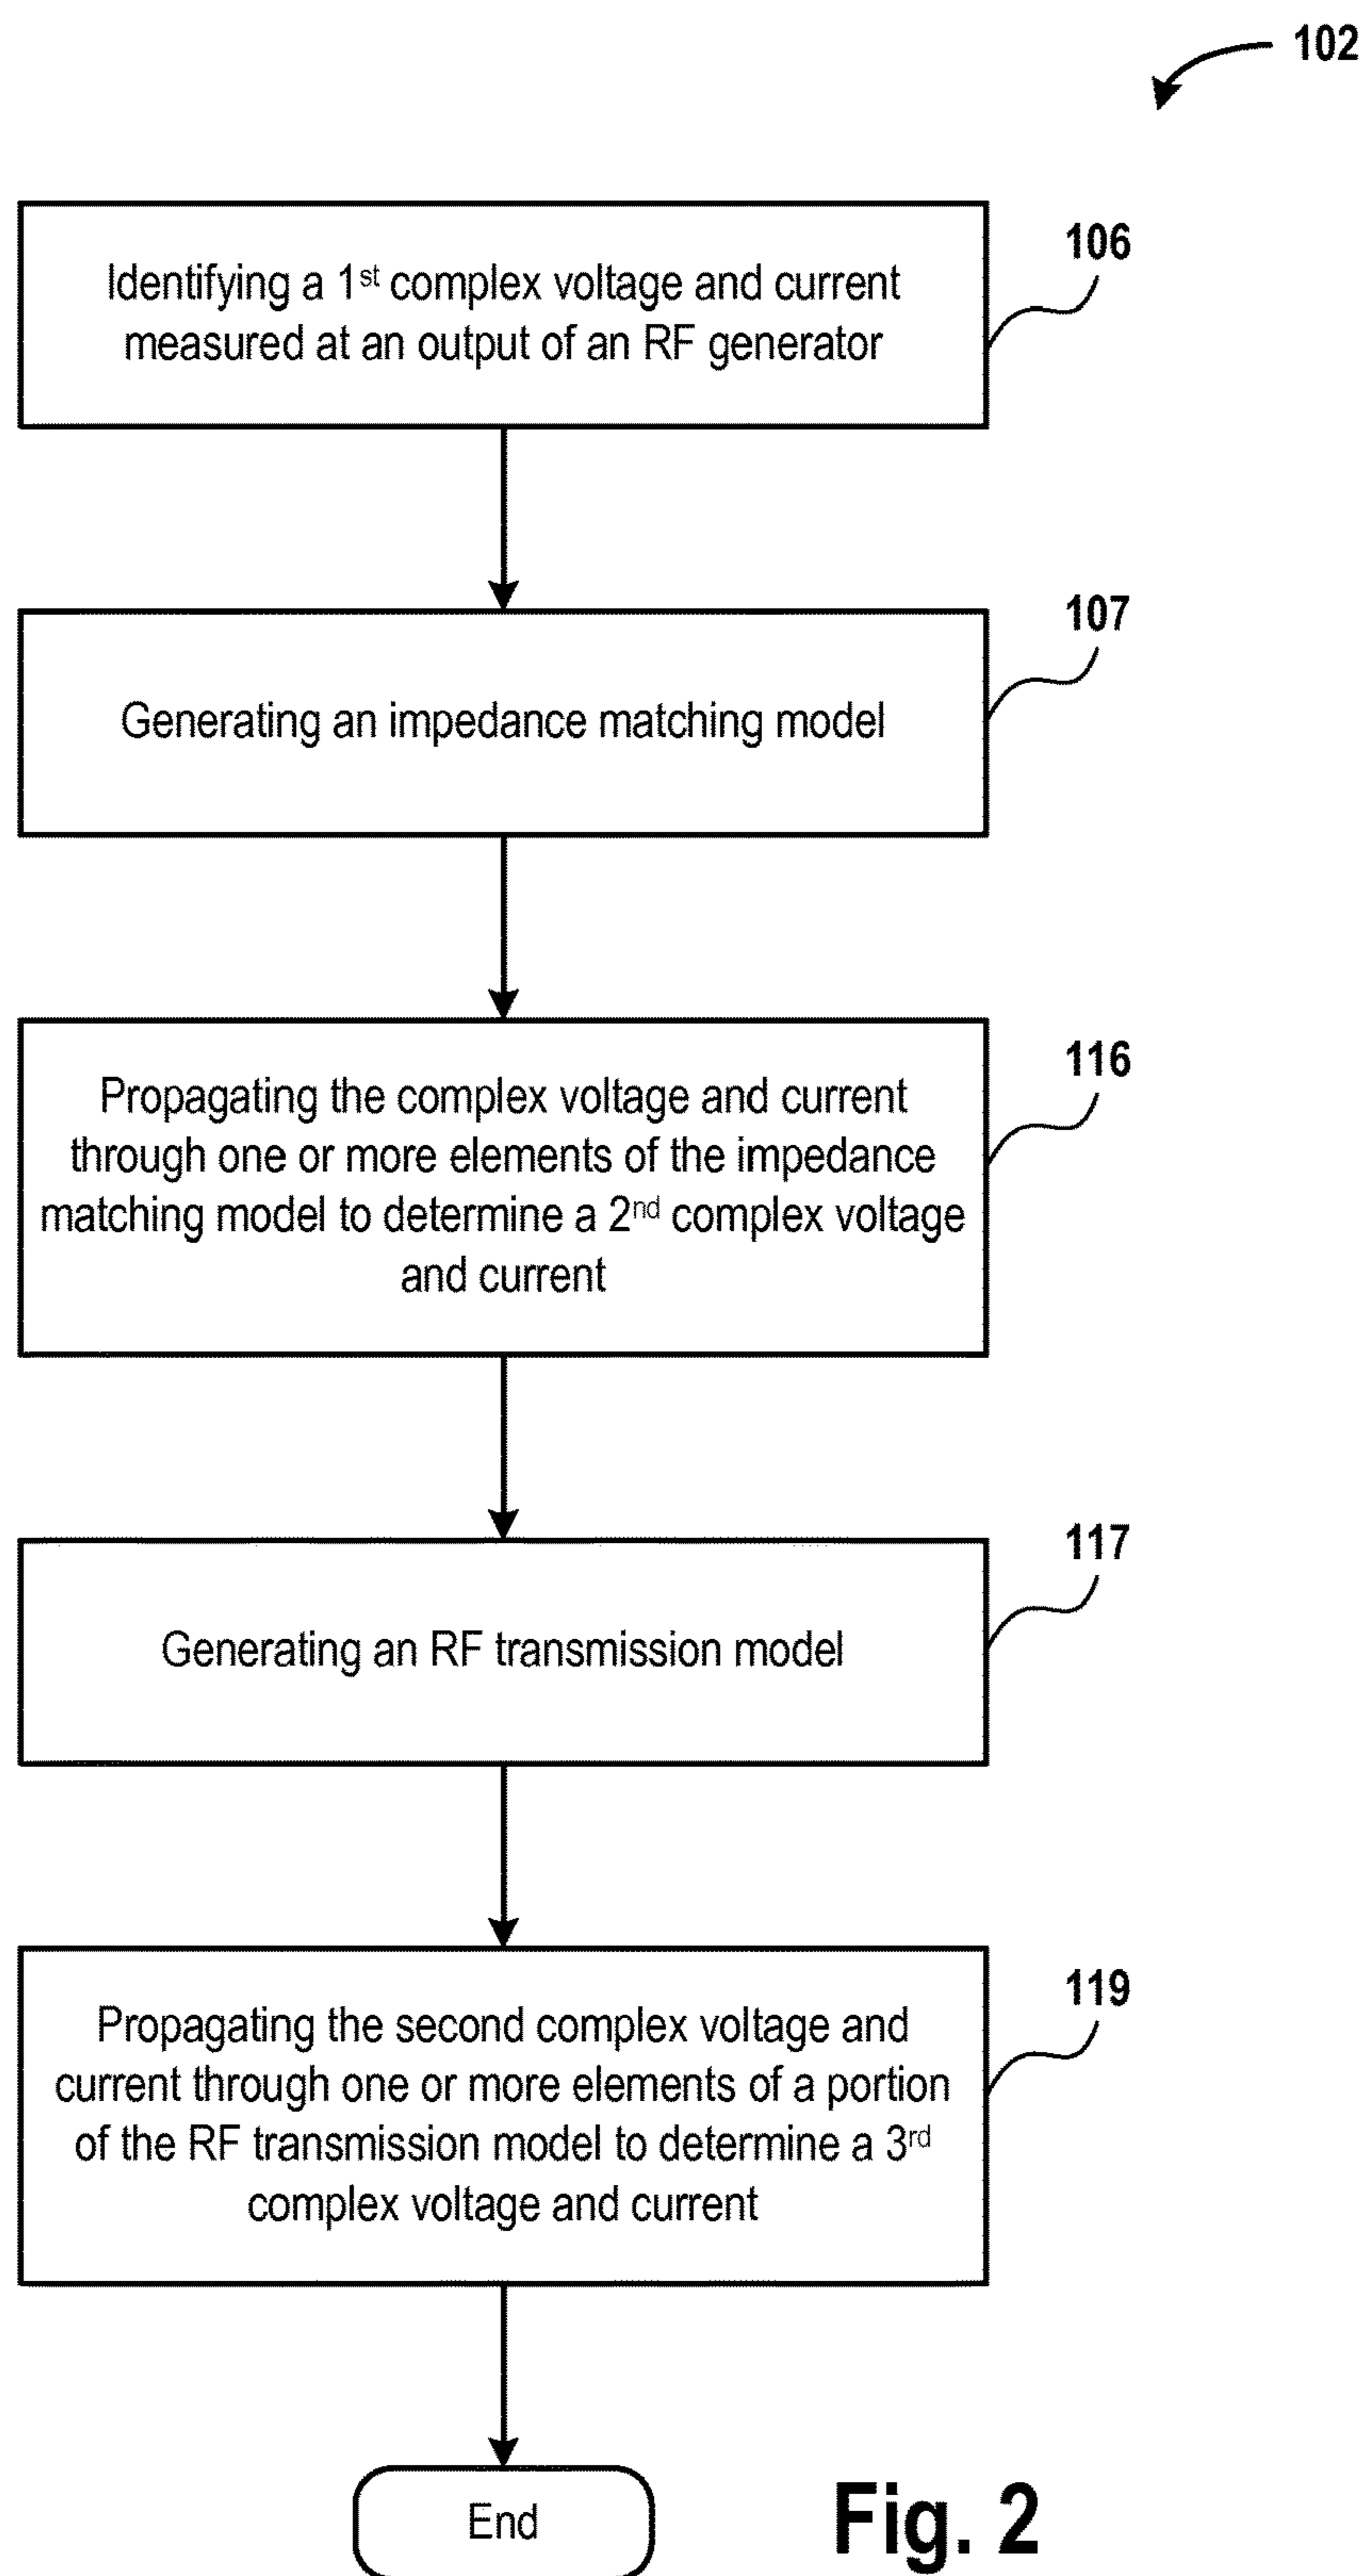 102
Identifying a 1st complex voltage and current
measured at an output of an RF generator
106
Generating an impedance matching model
107
Propagating the complex voltage and current
through one or more elements of the impedance
matching model to determine a 2nd complex voltage
and current
116
Generating an RF transmission model
117
Propagating the second complex voltage and
current through one or more elements of a portion
of the RF transmission model to determine a 3rd
complex voltage and current
119
End
Fig. 2